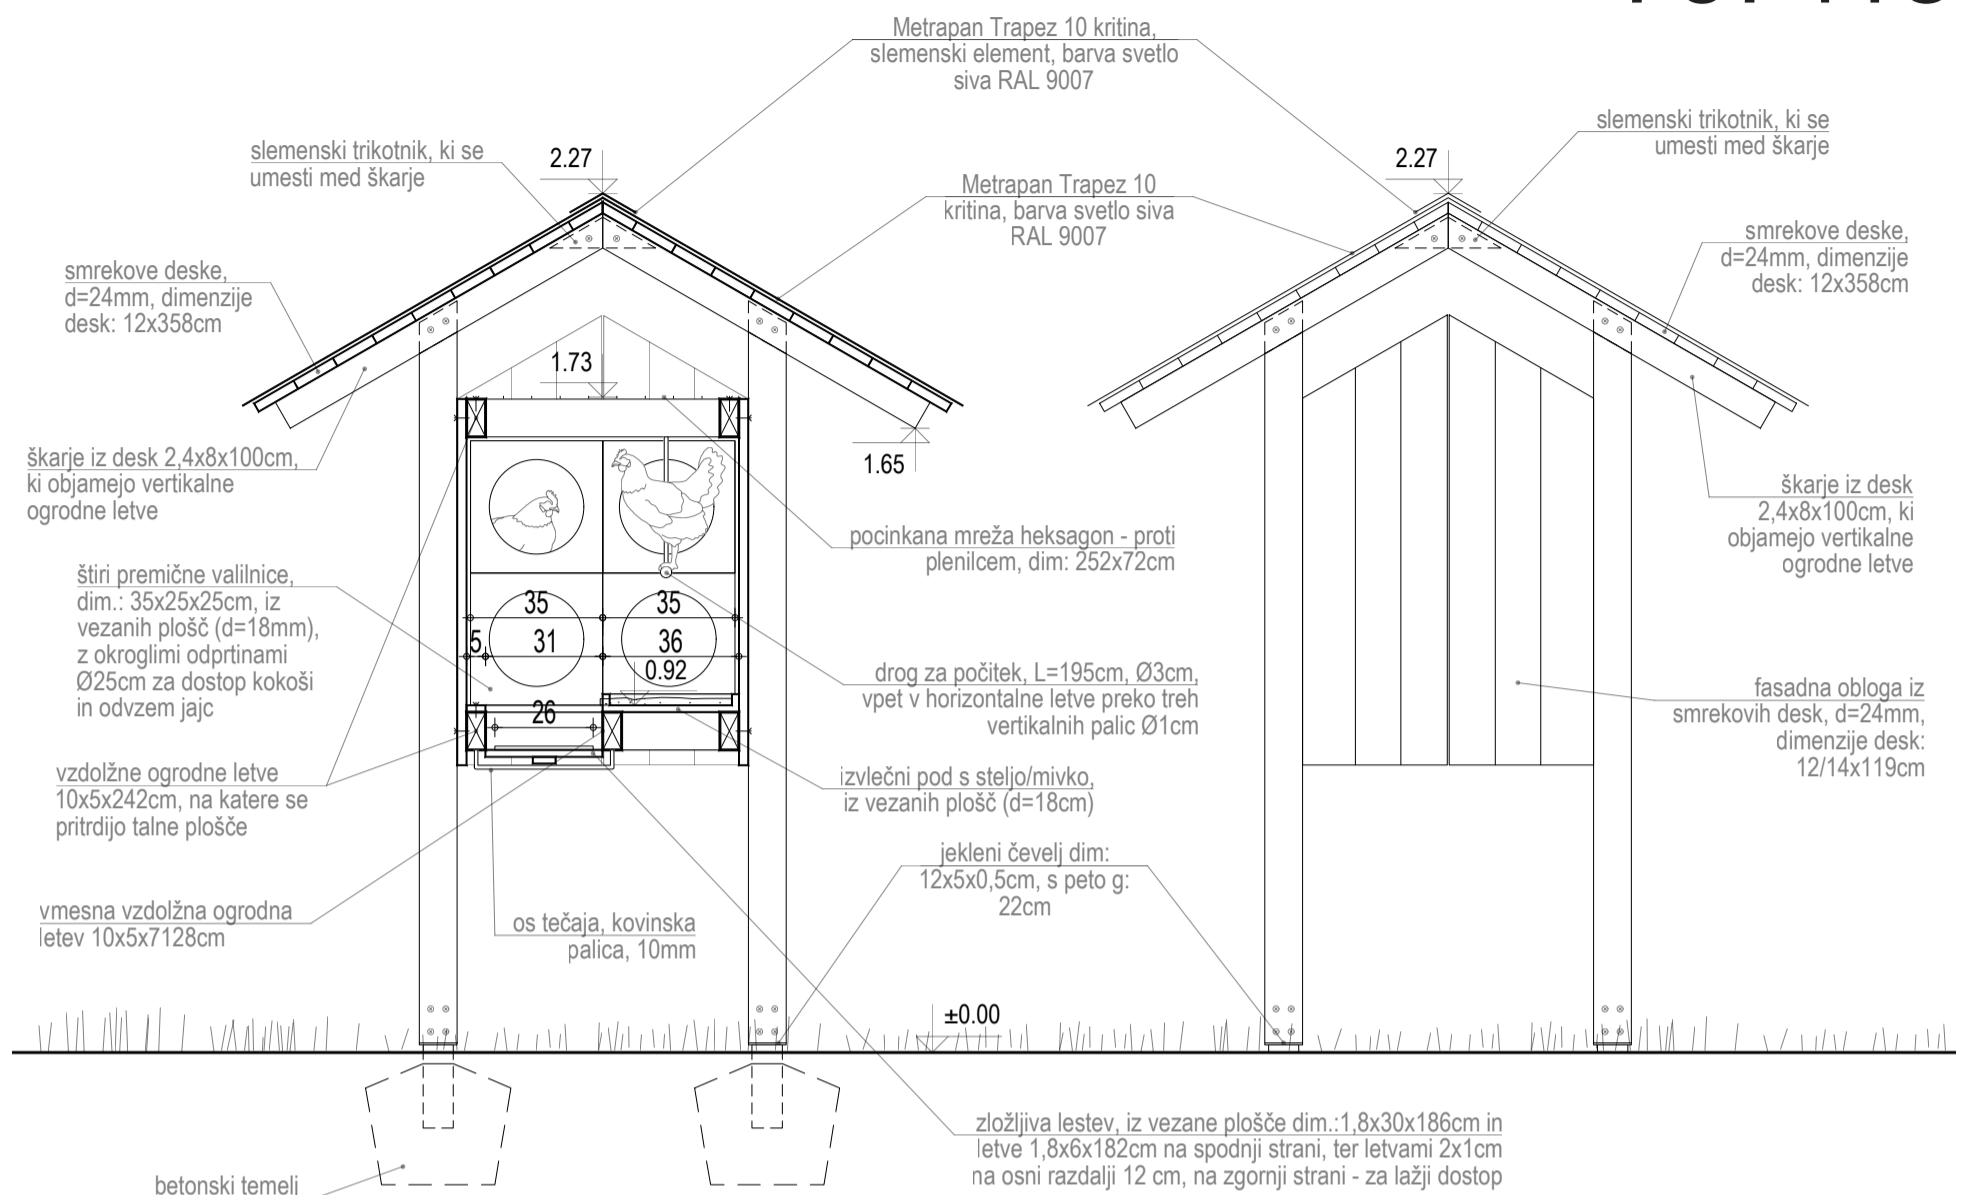 Metrapan Trapez 10 kritina,
slemenski element, barva svetlo
siva RAL 9007
slemenski trikotnik, ki se
umesti med škarje
2.27
Metrapan Trapez 10
kritina, barva svetlo siva
RAL 9007
2.27
slemenski trikotnik, ki se
umesti med škarje
smrekove deske,
d=24mm, dimenzije
desk: 12x358cm
smrekove deske,
d=24mm, dimenzije
desk: 12x358cm
1.73
1.65
škarje iz desk 2,4x8x100cm,
ki objamejo vertikalne
ogrodne letve
škarje iz desk
2,4x8x100cm, ki
objamejo vertikalne
ogrodne letve
pocinkana mreža heksagon - proti
plenilcem, dim: 252x72cm
štiri premične valilnice,
dim.: 35x25x25cm, iz
vezanih plošč (d=18mm),
z okroglimi odprtinami
Ø25cm za dostop kokoši
in odvzem jajc
35
35
5
31
36
0.92
26
drog za počitek, L=195cm, Ø3cm,
vpet v horizontalne letve preko treh
vertikalnih palic Ø1cm
fasadna obloga iz
smrekovih desk, d=24mm,
dimenzije desk:
12/14x119cm
vzdolžne ogrodne letve
10x5x242cm, na katere se
pritrdijo talne plošče
izvlečni pod s steljo/mivko,
iz vezanih plošč (d=18cm)
jekleni čevelj dim:
12x5x0,5cm, s peto g:
22cm
vmesna vzdolžna ogrodna
letev 10x5x7128cm
os tečaja, kovinska
palica, 10mm
±0.00
zložljiva lestev, iz vezane plošče dim.:1,8x30x186cm in
letve 1,8x6x182cm na spodnji strani, ter letvami 2x1cm
na osni razdalji 12 cm, na zgornji strani - za lažji dostop
betonski temelj